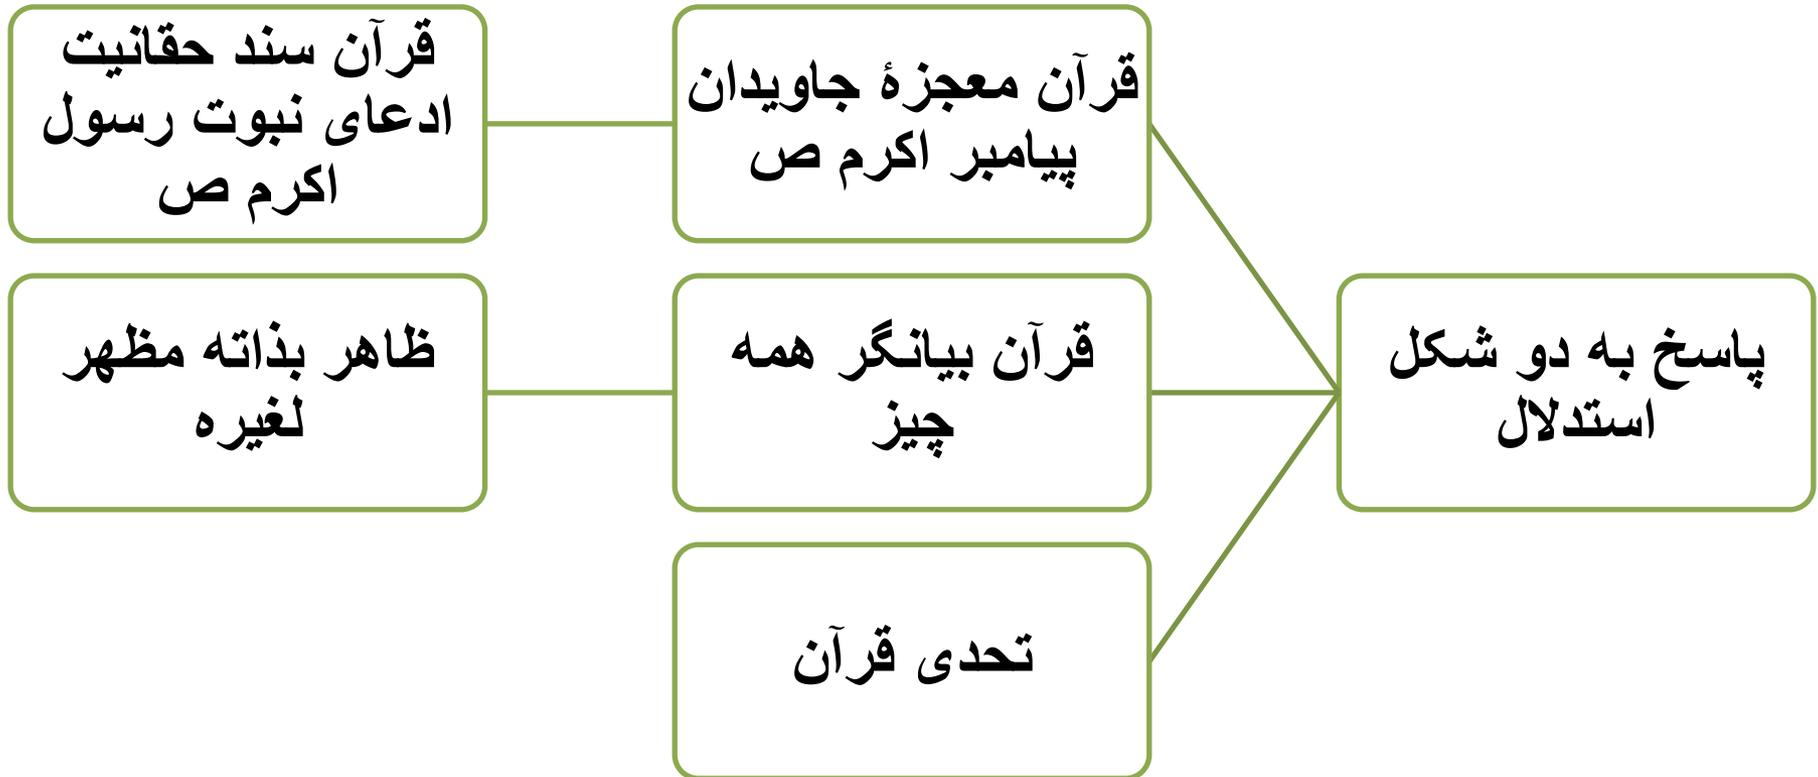 پاسخ به دو شکل
استدلال
قرآن معجزهٔ جاویدان
پیامبر اکرم ص
قرآن سند حقانیت
ادعای نبوت رسول
اکرم ص
قرآن بیانگر همه
چیز
ظاهر بذاته مظهر
لغیره
تحدی قرآن